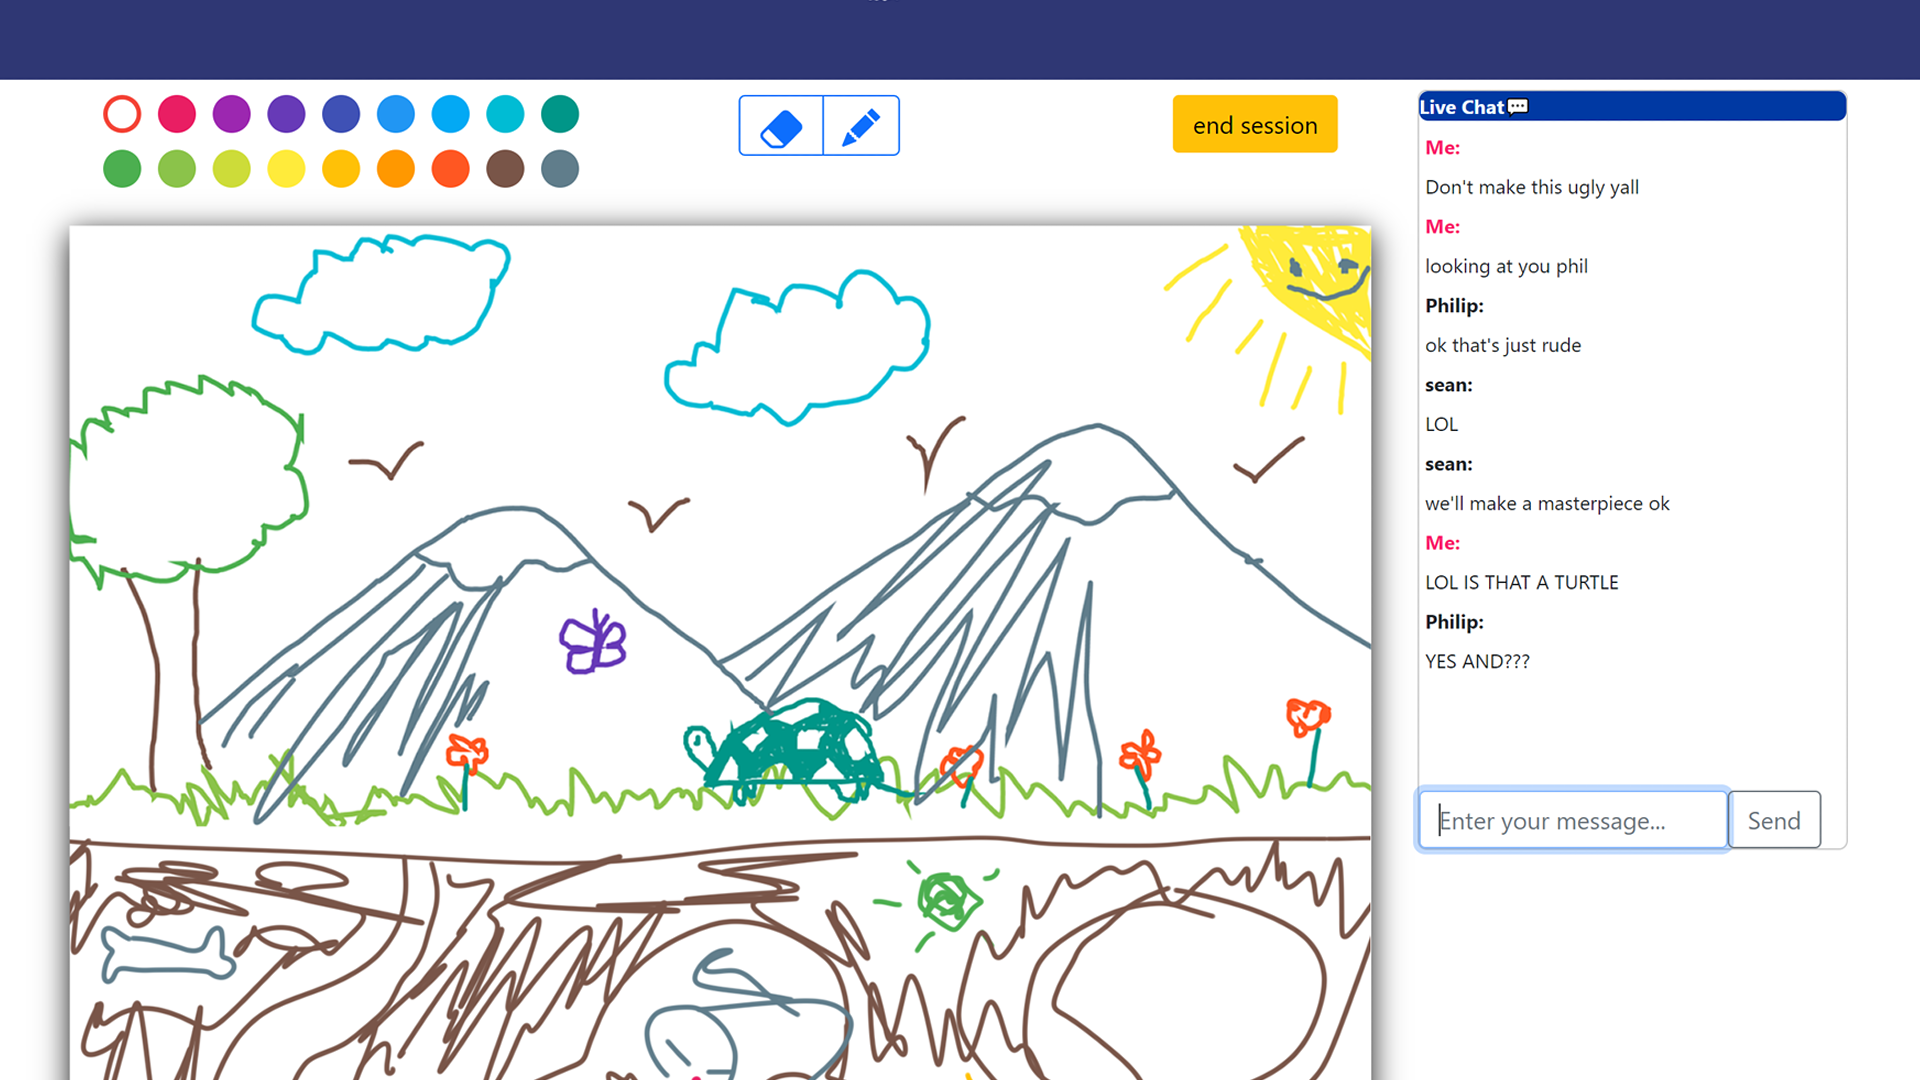 end session
Live Chat
Me:
Don't make this ugly yall
Me:
looking at you phil
Philip:
ok that's just rude
sean:
LOL
sean:
we'll make a masterpiece ok
Me:
LOL IS THAT A TURTLE
Philip:
YES AND???
Enter your message...
Send